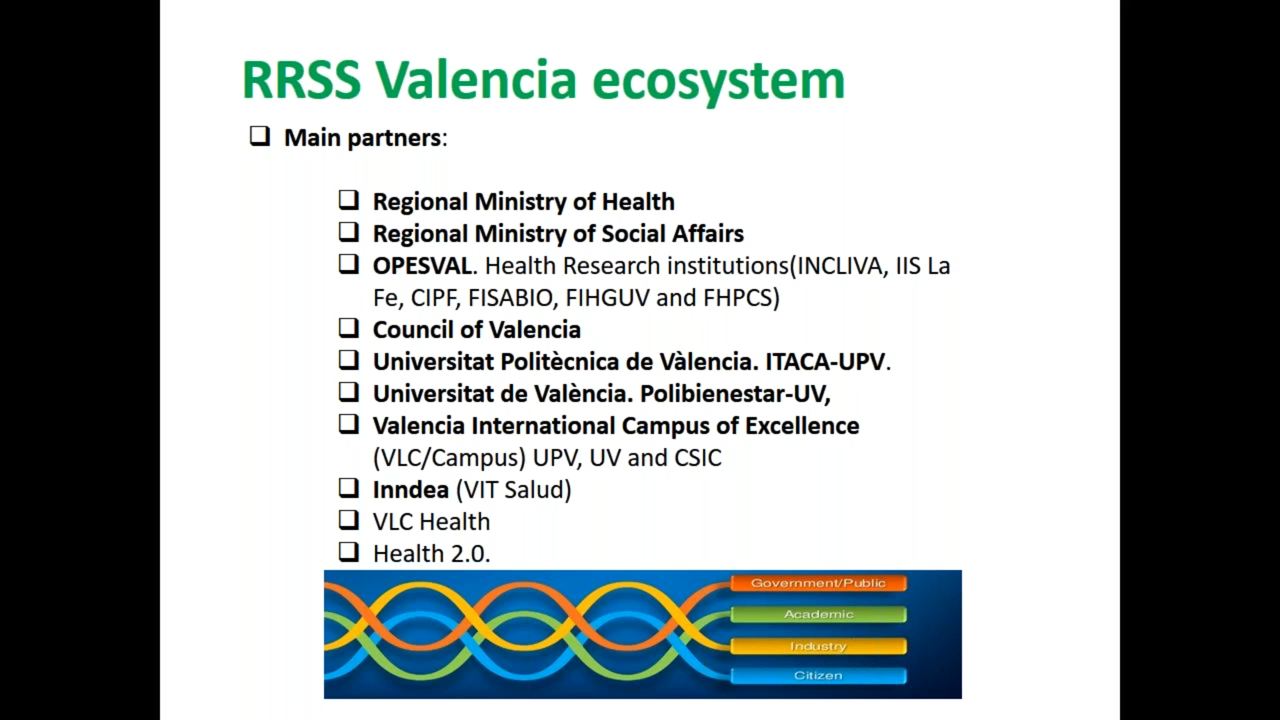 RRSS Valencia ecosystem
❑ Main partners:
❑ Regional Ministry of Health
❑ Regional Ministry of Social Affairs
❑ OPESVAL. Health Research institutions(INCLIVA, IIS La
Fe, CIPF, FISABIO, FIHGUV and FHPCS)
❑ Council of Valencia
❑ Universitat Politècnica de Vàlencia. ITACA-UPV.
❑ Universitat de València. Polibienestar-UV,
❑ Valencia International Campus of Excellence
(VLC/Campus) UPV, UV and CSIC
❑ Inndea (VIT Salud)
❑ VLC Health
❑ Health 2.0.
Government/Public
Academic
Industry
Citizen